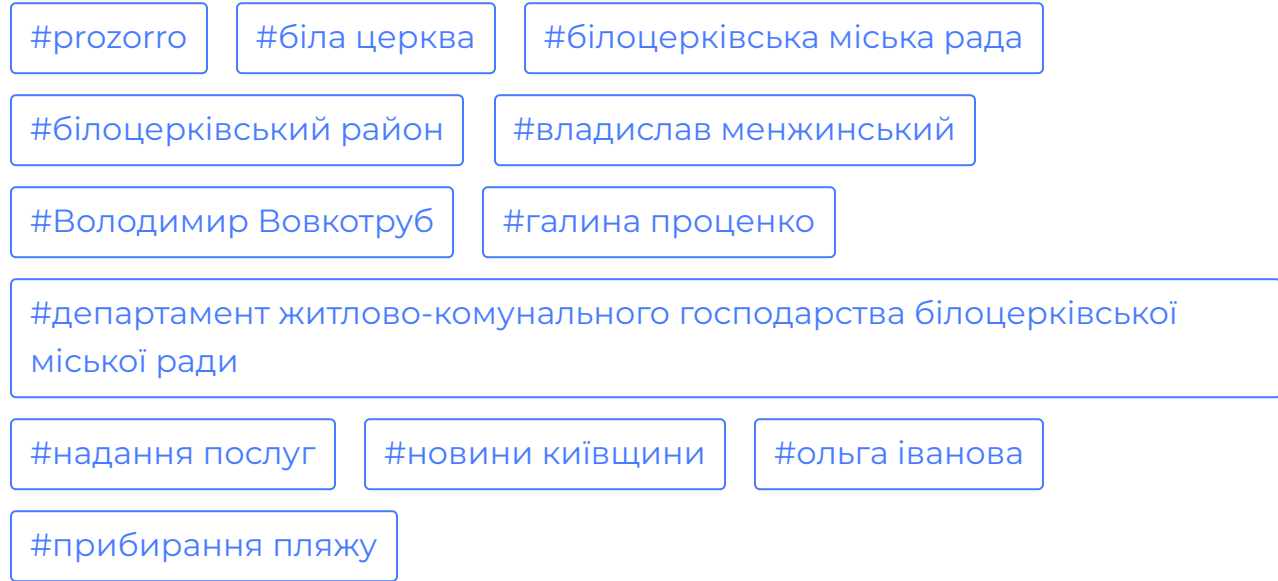 #prozorro #біла церква #білоцерківська міська рада
#білоцерківський район #владислав менжинський
#Володимир Вовкотруб #галина проценко
#департамент житлово-комунального господарства білоцерківської
міської ради
#надання послуг #новини київщини #ольга іванова
#прибирання пляжу